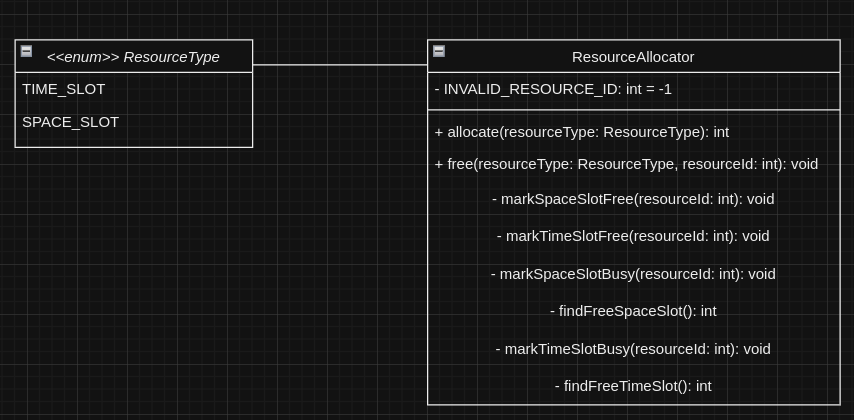 <<enum>> ResourceType
TIME_SLOT
SPACE_SLOT
ResourceAllocator
- INVALID_RESOURCE_ID: int = -1
+ allocate(resourceType: ResourceType): int
+ free(resourceType: ResourceType, resourceId: int): void
- markSpaceSlotFree(resourceId: int): void
- markTimeSlotFree(resourceId: int): void
- markSpaceSlotBusy(resourceId: int): void
- findFreeSpaceSlot(): int
- markTimeSlotBusy(resourceId: int): void
- findFreeTimeSlot(): int